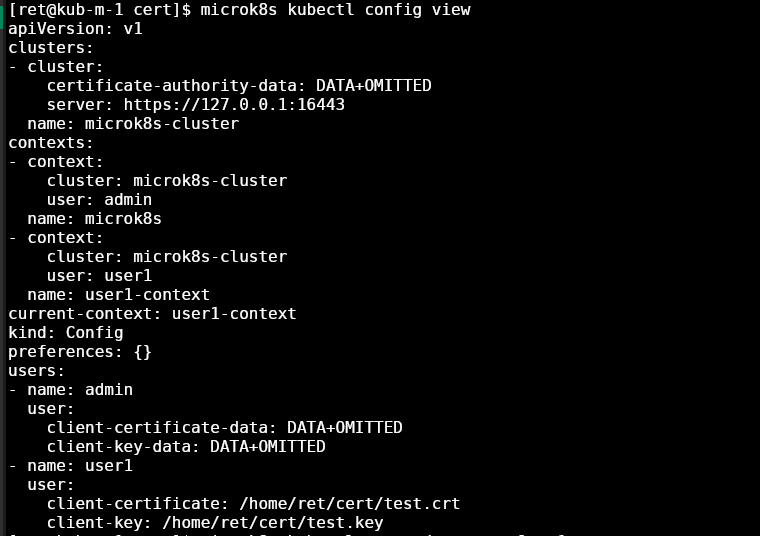 [ret@kub-m-1 cert]$ microk8s kubectl config view
apiVersion: v1
clusters:
- cluster:
    certificate-authority-data: DATA+OMITTED
    server: https://127.0.0.1:16443
  name: microk8s-cluster
contexts:
- context:
    cluster: microk8s-cluster
    user: admin
  name: microk8s
- context:
    cluster: microk8s-cluster
    user: user1
  name: user1-context
current-context: user1-context
kind: Config
preferences: {}
users:
- name: admin
  user:
    client-certificate-data: DATA+OMITTED
    client-key-data: DATA+OMITTED
- name: user1
  user:
    client-certificate: /home/ret/cert/test.crt
    client-key: /home/ret/cert/test.key